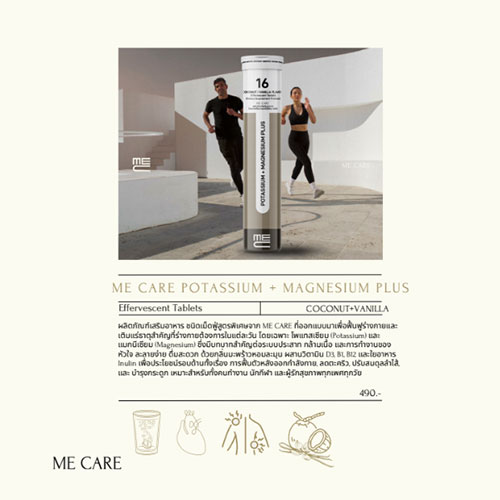 16
COCONUT+VANILLA FLAVOR
ME CARE
POTASSIUM + MAGNESIUM PLUS
ME
ME
ME CARE
ME CARE POTASSIUM + MAGNESIUM PLUS
Effervescent Tablets
COCONUT+VANILLA
ผลิตภัณฑ์เสริมอาหาร ชนิดเม็ดฟู่สูตรพิเศษจาก ME CARE ที่ออกแบบมาเพื่อฟื้นฟูร่างกายและ
เติมแร่ธาตุสำคัญที่ร่างกายต้องการในแต่ละวัน โดยเฉพาะ โพแทสเซียม (Potassium) และ
แมกนีเซียม (Magnesium) ซึ่งมีบทบาทสำคัญต่อระบบประสาท กล้ามเนื้อ และการทำงานของ
หัวใจ ละลายง่าย ดื่มสะดวก ด้วยกลิ่นมะพร้าวหอมละมุน ผสานวิตามิน D3, B1, B12 และใยอาหาร
Inulin เพื่อประโยชน์รอบด้านทั้งเรื่อง การฟื้นตัวหลังออกกำลังกาย, ลดตะคริว, ปรับสมดุลลำไส้,
และ บำรุงกระดูก เหมาะสำหรับทั้งคนทำงาน นักกีฬา และผู้รักสุขภาพทุกเพศทุกวัย
490.-
ME CARE